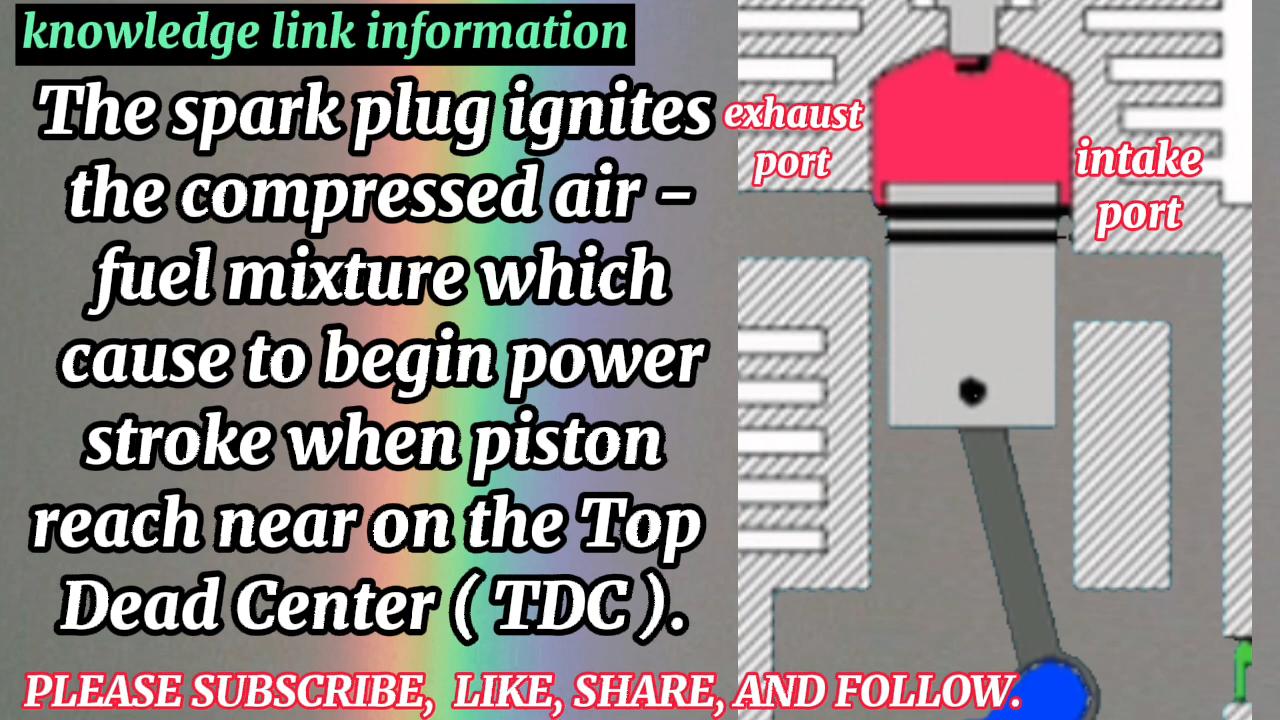 knowledge link information
The spark plug ignites
the compressed air -
fuel mixture which
cause to begin power
stroke when piston
reach near on the Top
Dead Center ( TDC ).
exhaust
port
intake
port
PLEASE SUBSCRIBE, LIKE, SHARE, AND FOLLOW.